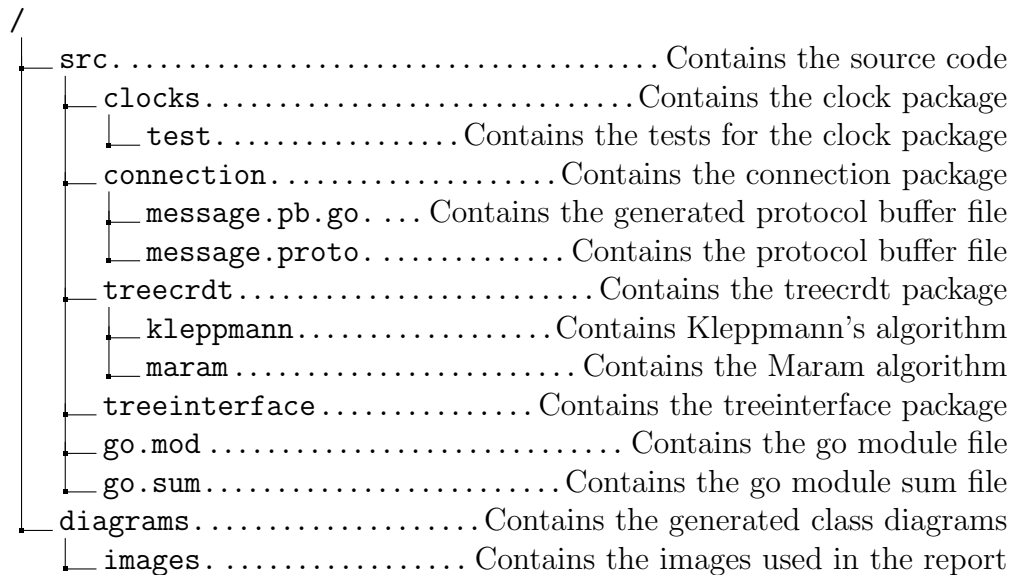 /
src. . . . . . . . . . . . . . . . . . . . . . . . . . . . . . . . . . . . Contains the source code
clocks. . . . . . . . . . . . . . . . . . . . . . . . . . . . Contains the clock package
test. . . . . . . . . . . . . . . . Contains the tests for the clock package
connection. . . . . . . . . . . . . . . . . . . Contains the connection package
message.pb.go. . . . . Contains the generated protocol buffer file
message.proto. . . . . . . . . . . . . . Contains the protocol buffer file
treecrdt. . . . . . . . . . . . . . . . . . . . . . . . Contains the treecrdt package
kleppmann. . . . . . . . . . . . . . . . . Contains Kleppmann's algorithm
maram . . . . . . . . . . . . . . . . . . . . . . . Contains the Maram algorithm
treeinterface. . . . . . . . . . . . . . . Contains the treeinterface package
go.mod . . . . . . . . . . . . . . . . . . . . . . . . . . . . Contains the go module file
go.sum. . . . . . . . . . . . . . . . . . . . . . . . Contains the go module sum file
diagrams. . . . . . . . . . . . . . . . . . . Contains the generated class diagrams
images. . . . . . . . . . . . . . . . . . Contains the images used in the report